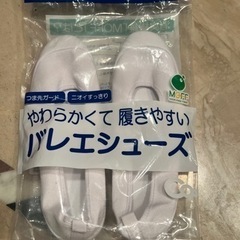 つま先ガード ニオイすっきり
やわらかくて履きやすい
バレエシューズ